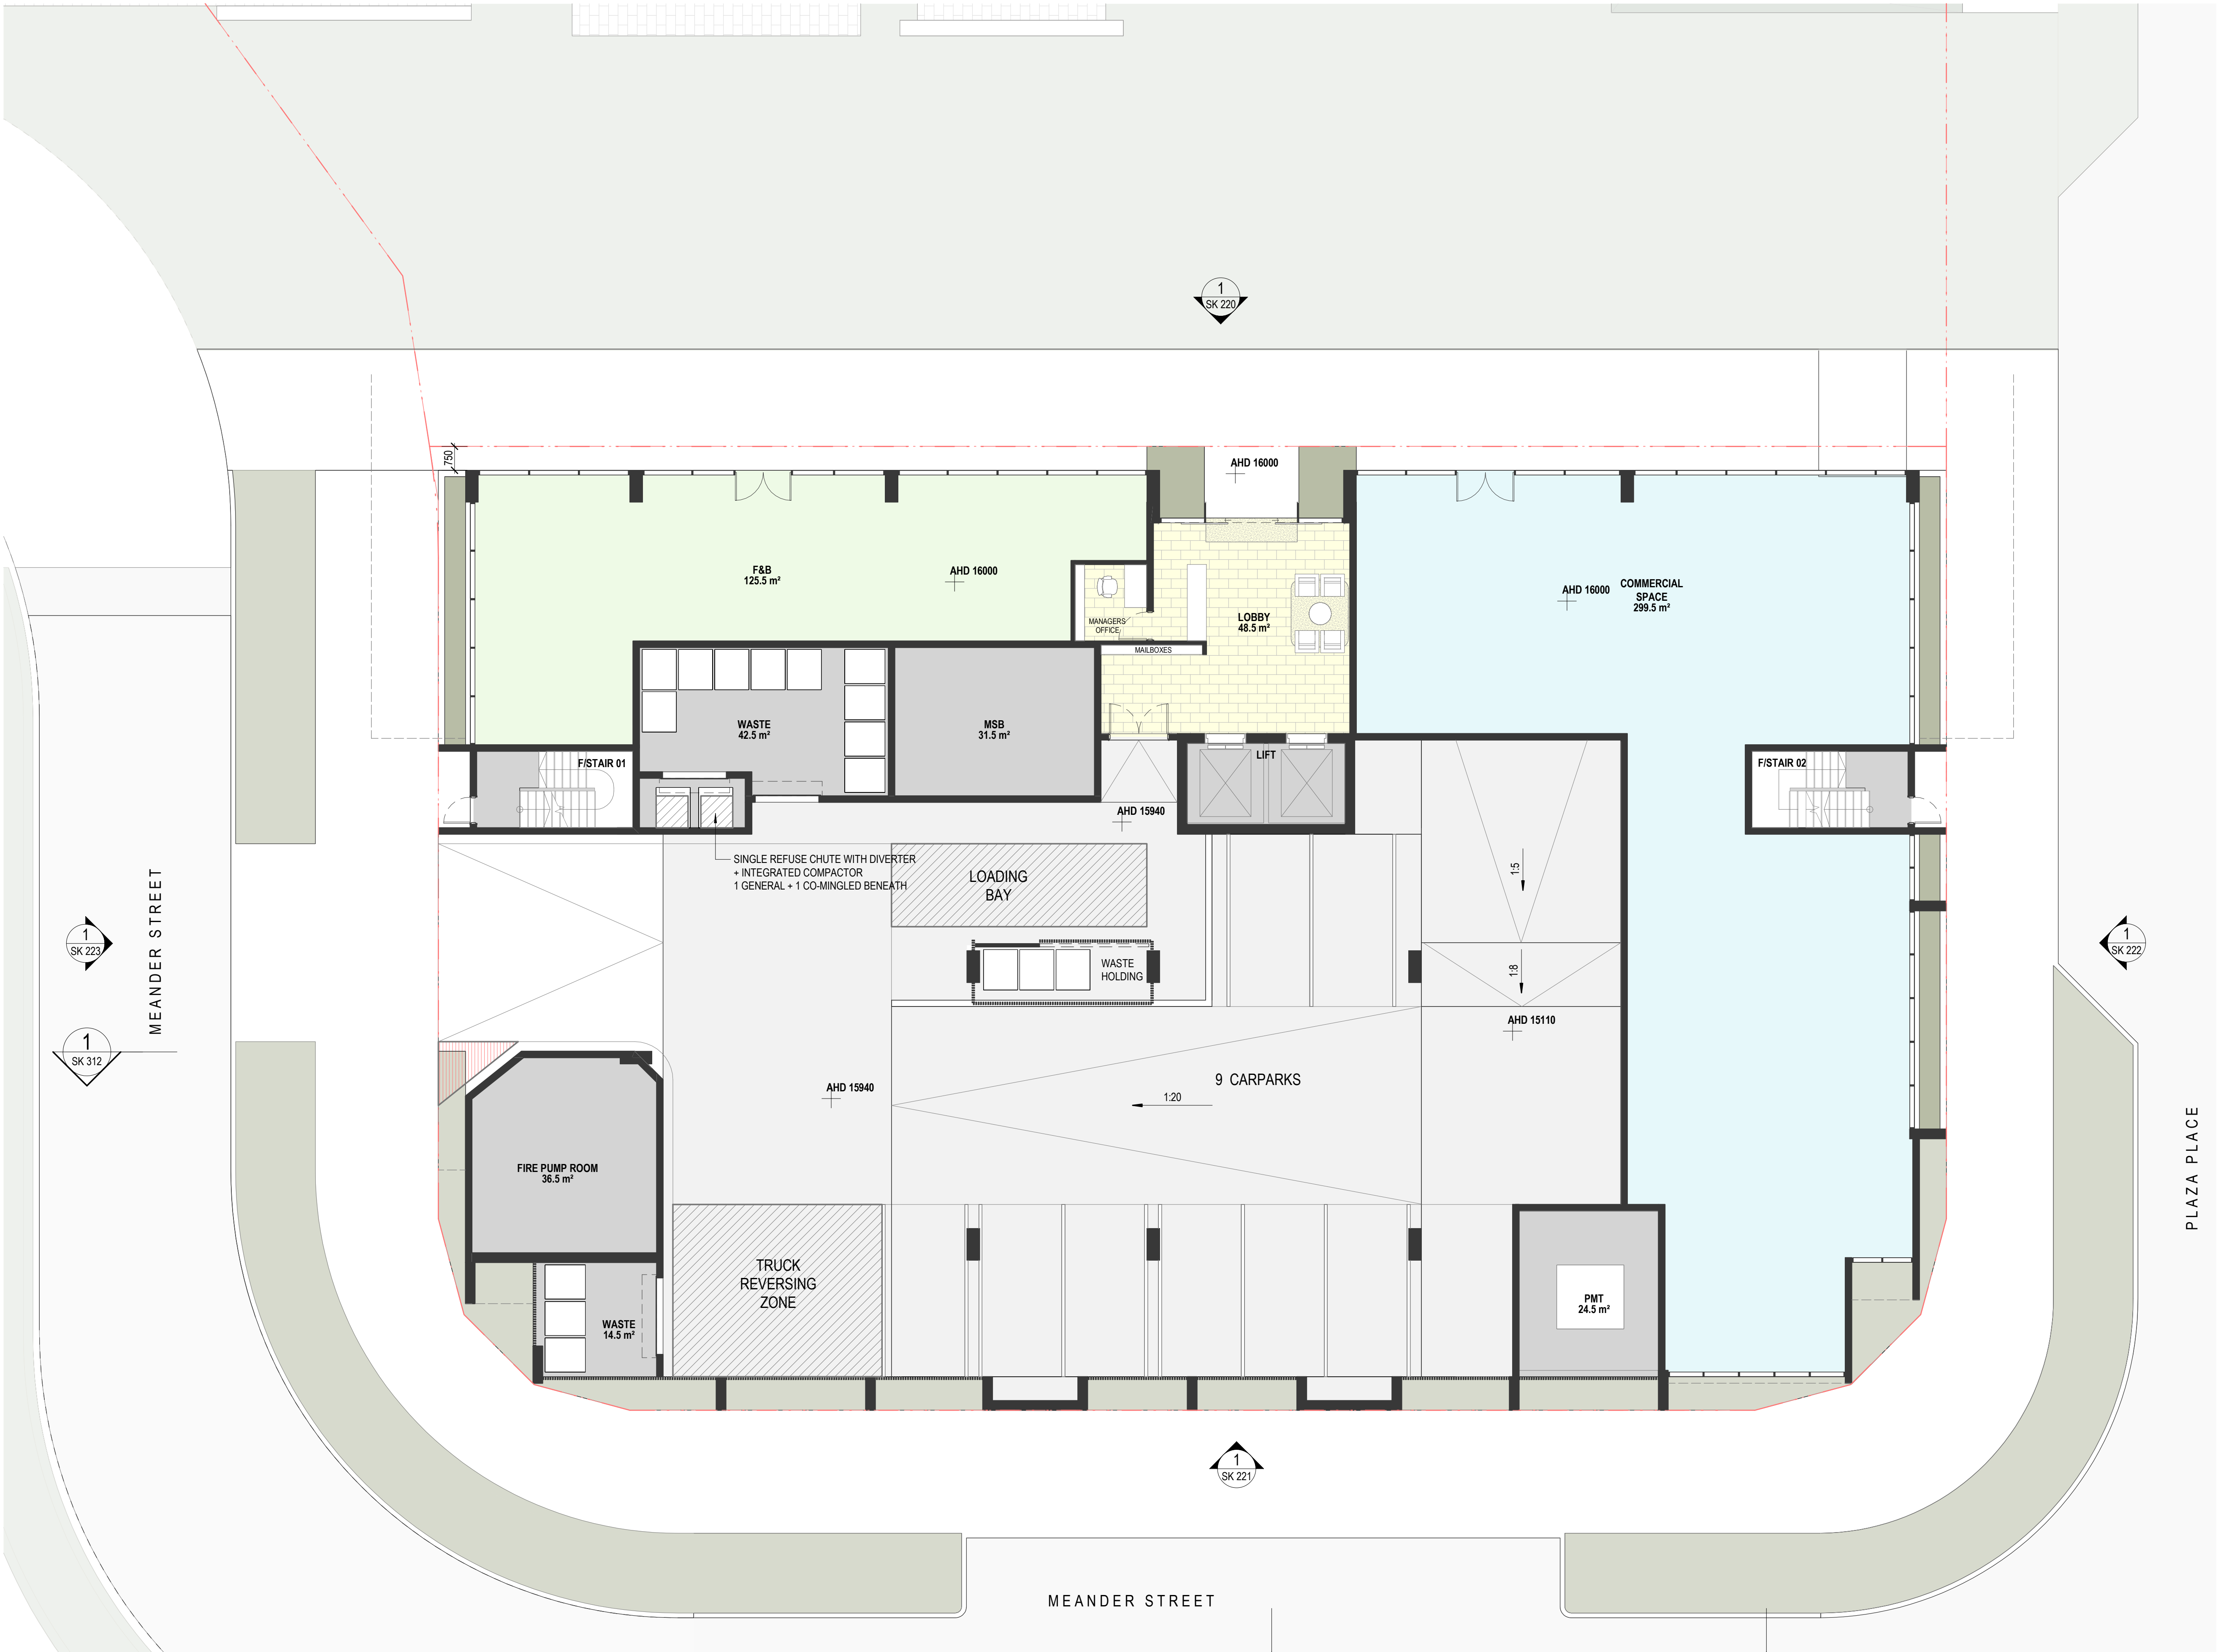 1
SK 220
750
AHD 16000
F&B
125.5 m²
AHD 16000
MANAGERS
OFFICE
LOBBY
48.5 m²
MAILBOXES
AHD 16000
COMMERCIAL
SPACE
299.5 m²
WASTE
42.5 m²
MSB
31.5 m²
LIFT
F/STAIR 01
F/STAIR 02
AHD 15940
SINGLE REFUSE CHUTE WITH DIVERTER
+ INTEGRATED COMPACTOR
1 GENERAL + 1 CO-MINGLED BENEATH
LOADING
BAY
1:5
MEANDER STREET
1
SK 223
1
SK 222
WASTE
HOLDING
1:8
AHD 15110
1
SK 312
AHD 15940
9 CARPARKS
1:20
FIRE PUMP ROOM
36.5 m²
PLAZA PLACE
TRUCK
REVERSING
ZONE
PMT
24.5 m²
WASTE
14.5 m²
1
SK 221
MEANDER STREET